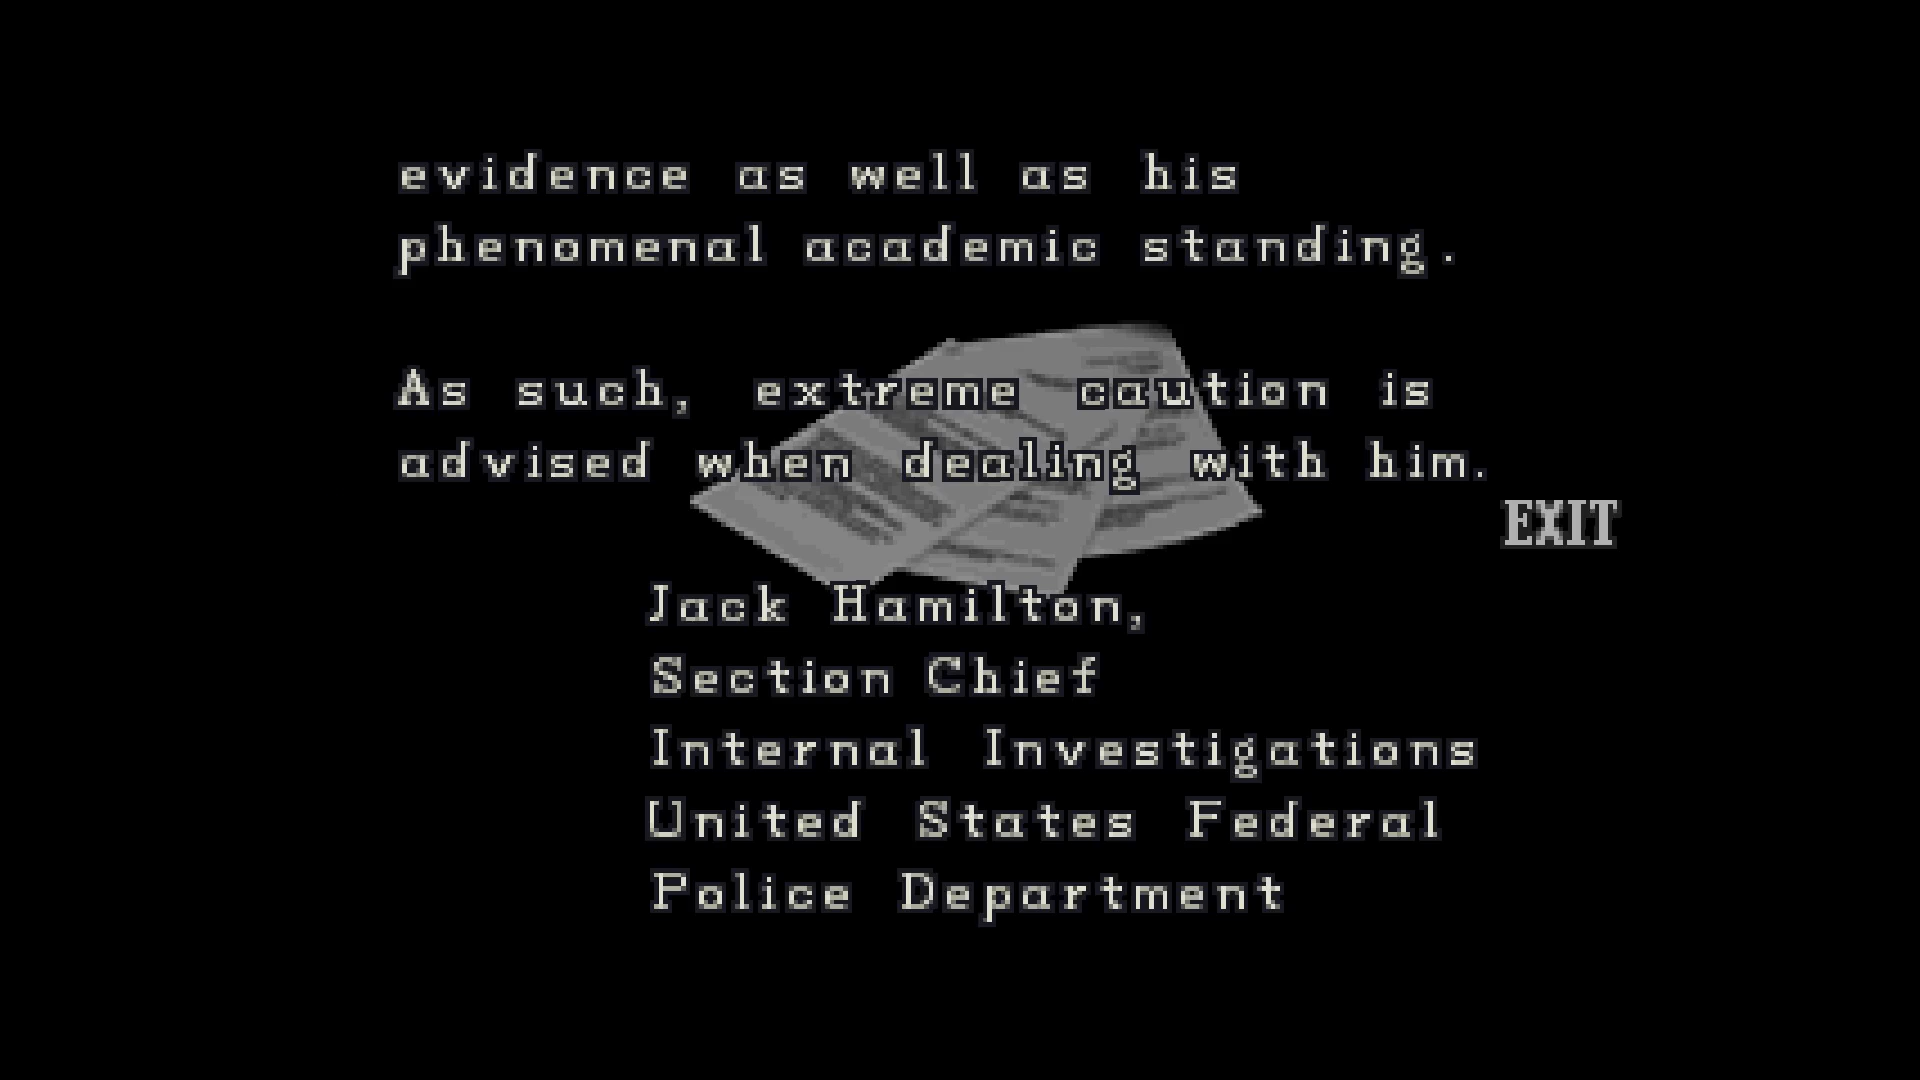 evidence as well as his
phenomenal academic standing.
As such, extreme caution is
advised when dealing with him.
EXIT
Jack Hamilton,
Section Chief
Internal Investigations
United States Federal
Police Department